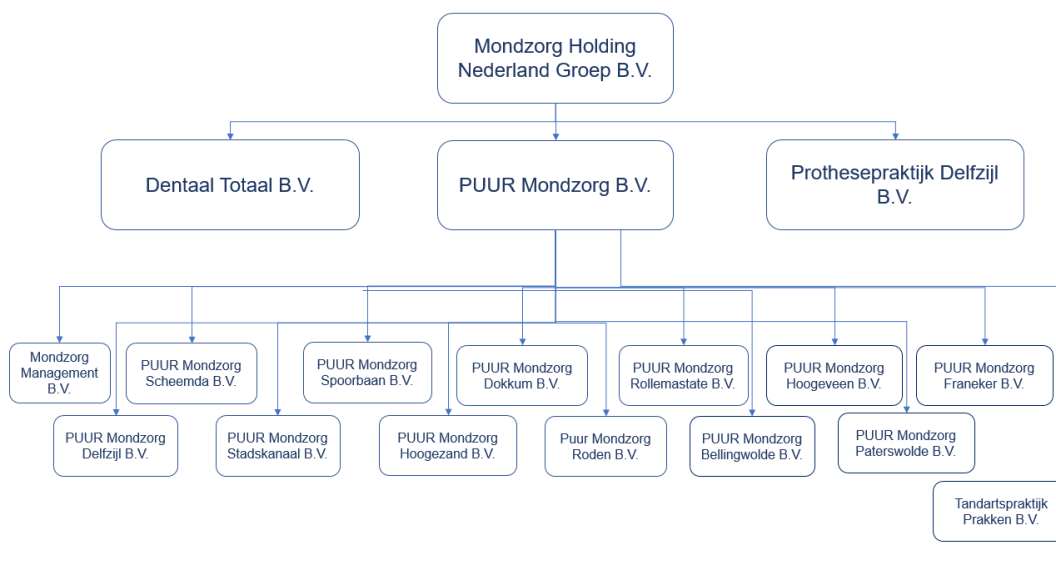 Mondzorg Holding
Nederland Groep B.V.
Dentaal Totaal B.V.
PUUR Mondzorg B.V.
Prothesepraktijk Delfzijl
B.V.
Mondzorg
Management
B.V.
PUUR Mondzorg
Scheemda B.V.
PUUR Mondzorg
Spoorbaan B.V.
PUUR Mondzorg
Dokkum B.V.
PUUR Mondzorg
Rollemastate B.V.
PUUR Mondzorg
Hoogeveen B.V.
PUUR Mondzorg
Franeker B.V.
PUUR Mondzorg
Delfzijl B.V.
PUUR Mondzorg
Stadskanaal B.V.
PUUR Mondzorg
Hoogezand B.V.
Puur Mondzorg
Roden B.V.
PUUR Mondzorg
Bellingwolde B.V.
PUUR Mondzorg
Paterswolde B.V.
Tandartspraktijk
Prakken B.V.